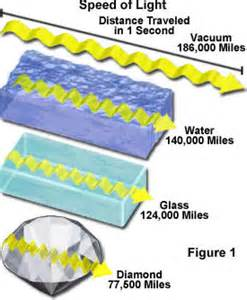 Speed of Light
Distance Traveled
in 1 Second
Vacuum
186,000 Miles
Water
140,000 Miles
Glass
124,000 Miles
Figure 1
Diamond
77,500 Miles